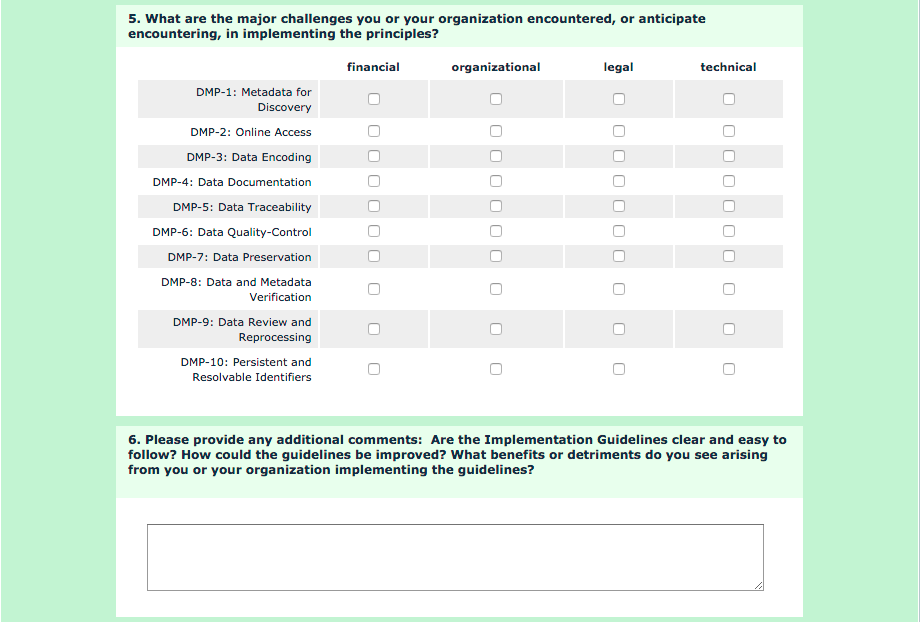 5. What are the major challenges you or your organization encountered, or anticipate
encountering, in implementing the principles?
financial organizational legal technical
DMP-1: Metadata for
Discovery
DMP-2: Online Access
DMP-3: Data Encoding
DMP-4: Data Documentation
DMP-5: Data Traceability
DMP-6: Data Quality-Control
DMP-7: Data Preservation
DMP-8: Data and Metadata
Verification
DMP-9: Data Review and
Reprocessing
DMP-10: Persistent and
Resolvable Identifiers
6. Please provide any additional comments:  Are the Implementation Guidelines clear and easy to
follow? How could the guidelines be improved? What benefits or detriments do you see arising
from you or your organization implementing the guidelines?